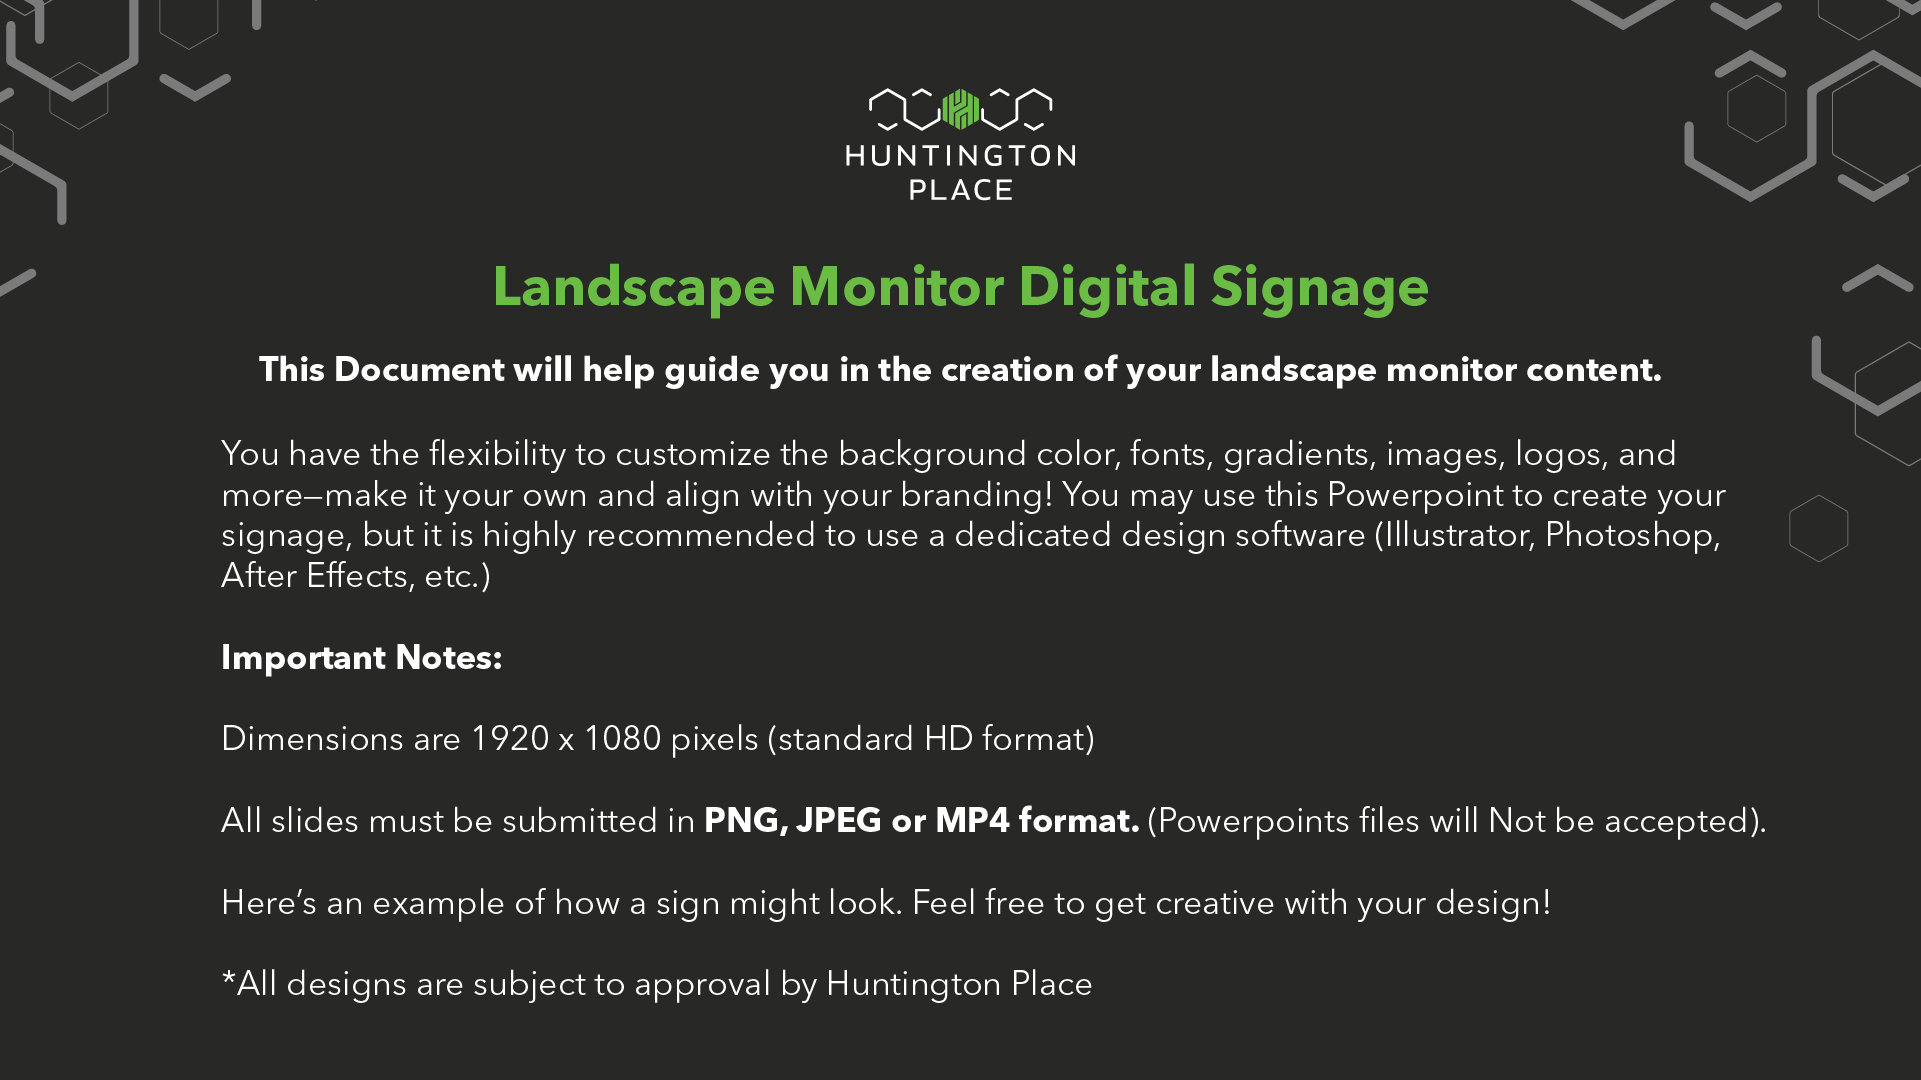 HUNTINGTON
PLACE
Landscape Monitor Digital Signage
This Document will help guide you in the creation of your landscape monitor content.
You have the flexibility to customize the background color, fonts, gradients, images, logos, and
more—make it your own and align with your branding! You may use this Powerpoint to create your
signage, but it is highly recommended to use a dedicated design software (Illustrator, Photoshop,
After Effects, etc.)
Important Notes:
Dimensions are 1920 x 1080 pixels (standard HD format)
All slides must be submitted in PNG, JPEG or MP4 format. (Powerpoints files will Not be accepted).
Here’s an example of how a sign might look. Feel free to get creative with your design!
*All designs are subject to approval by Huntington Place